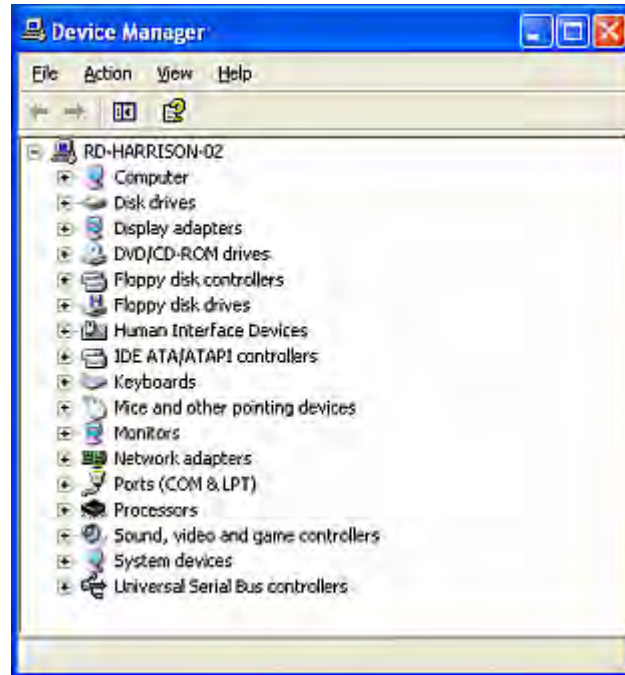 Device Manager
File Action View Help
RD-HARRISON-02
Computer
Disk drives
Display adapters
DVD/CD-ROM drives
Floppy disk controllers
Floppy disk drives
Human Interface Devices
IDE ATA/ATAPI controllers
Keyboards
Mice and other pointing devices
Monitors
Network adapters
Ports (COM & LPT)
Processors
Sound, video and game controllers
System devices
Universal Serial Bus controllers